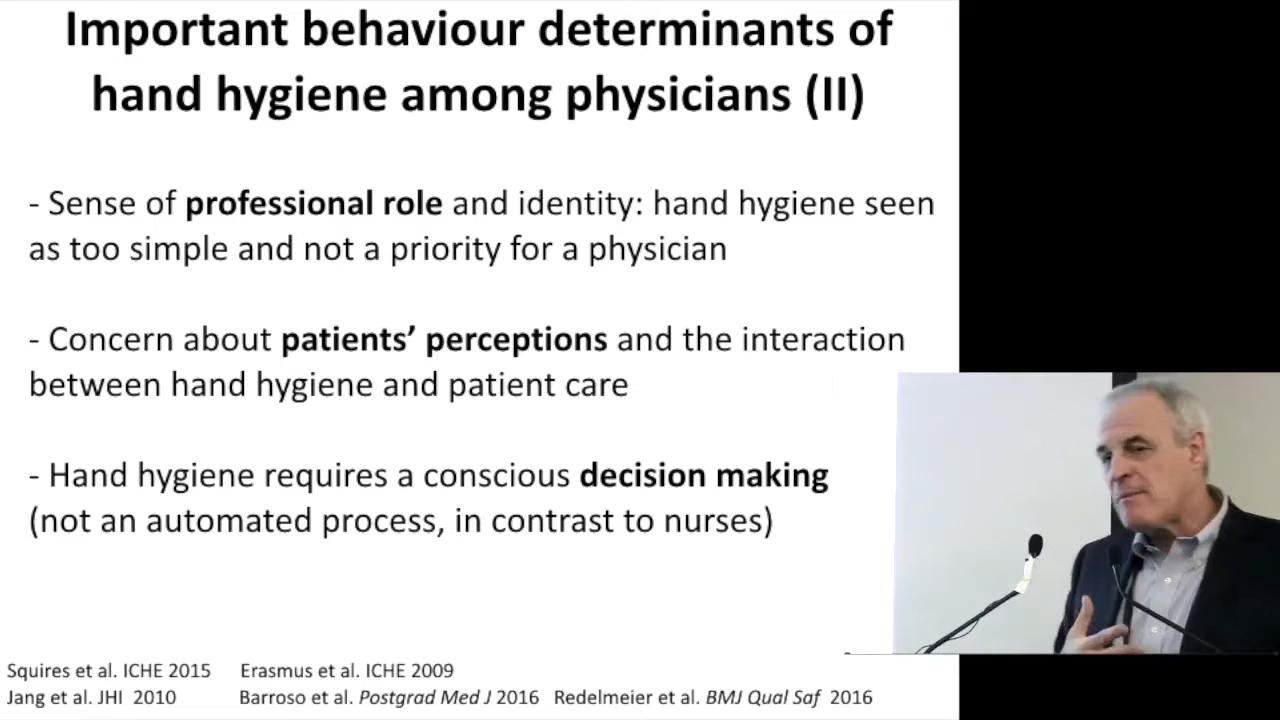 Important behaviour determinants of
hand hygiene among physicians (II)
- Sense of professional role and identity: hand hygiene seen
as too simple and not a priority for a physician
- Concern about patients’ perceptions and the interaction
between hand hygiene and patient care
- Hand hygiene requires a conscious decision making
(not an automated process, in contrast to nurses)
Squires et al. ICHE 2015 Erasmus et al. ICHE 2009
Jang et al. JHI 2010 Barroso et al. Postgrad Med J 2016 Redelmeier et al. BMJ Qual Saf 2016